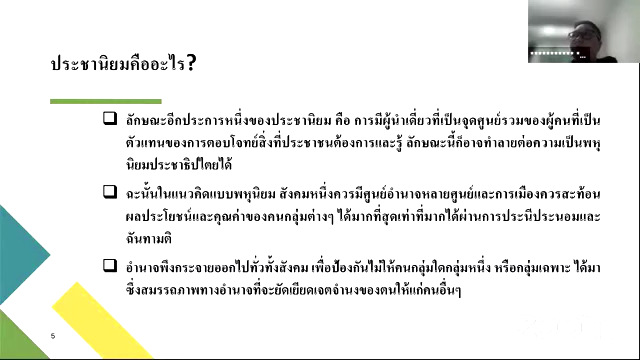 ประชานิยมคืออะไร?
ลักษณะอีกประการหนึ่งของประชานิยม คือ การมีผู้นำเดี่ยวที่เป็นจุดศูนย์รวมของผู้คนที่เป็น
ตัวแทนของการตอบโจทย์สิ่งที่ประชาชนต้องการและรู้ ลักษณะนี้ก็อาจทำลายต่อความเป็นพหุ
นิยมประชาธิปไตยได้
ฉะนั้นในแนวคิดแบบพหุนิยม สังคมหนึ่งควรมีศูนย์อำนาจหลายศูนย์และการเมืองควรสะท้อน
ผลประโยชน์และคุณค่าของคนกลุ่มต่างๆ ได้มากที่สุดเท่าที่มากได้ผ่านการประนีประนอมและ
ฉันทามติ
อำนาจพึงกระจายออกไปทั่วทั้งสังคม เพื่อป้องกันไม่ให้คนกลุ่มใดกลุ่มหนึ่ง หรือกลุ่มเฉพาะ ได้มา
ซึ่งสมรรถภาพทางอำนาจที่จะยัดเยียดเจตจำนงของตนให้แก่คนอื่นๆ
5